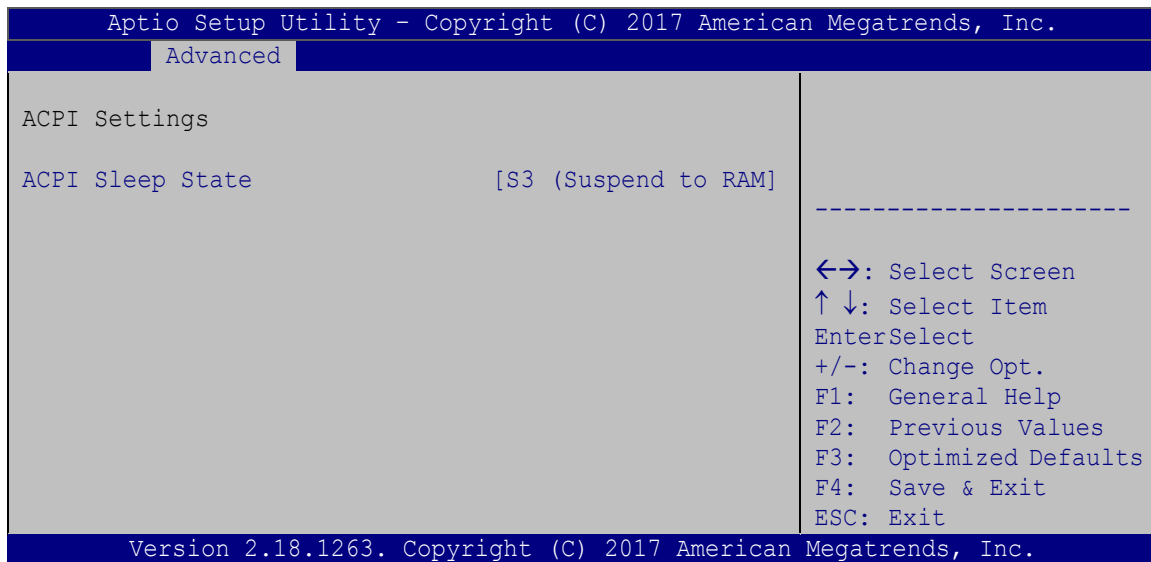 Aptio Setup Utility – Copyright (C) 2017 American Megatrends, Inc.
Advanced
ACPI Settings
ACPI Sleep State [S3 (Suspend to RAM]
----------------------
←→: Select Screen
↑ ↓: Select Item
EnterSelect
+/-: Change Opt.
F1: General Help
F2: Previous Values
F3: Optimized Defaults
F4: Save & Exit
ESC: Exit
Version 2.18.1263. Copyright (C) 2017 American Megatrends, Inc.